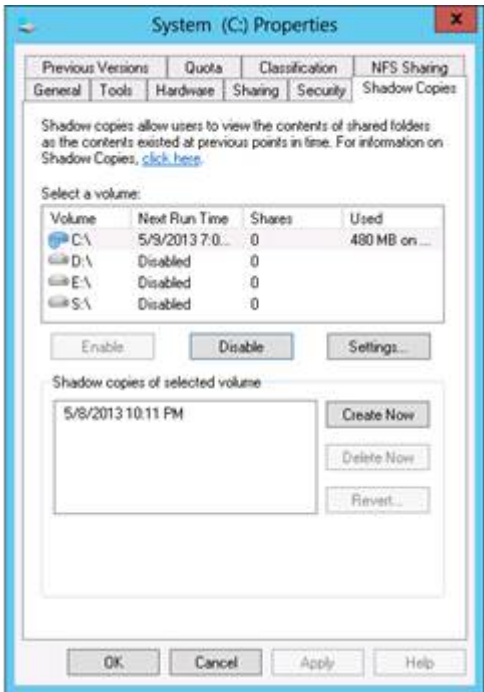 System (C:) Properties
x
Previous Versions Quota Classification NFS Sharing
General Tools Hardware Sharing Security Shadow Copies
Shadow copies allow users to view the contents of shared folders
as the contents existed at previous points in time. For information on
Shadow Copies, click here.
Select a volume:
Volume Next Run Time Shares Used
C:\ 5/9/2013 7:0... 0 480 MB on ...
D:\ Disabled 0
E:\ Disabled 0
S:\ Disabled 0
Enable Disable Settings...
Shadow copies of selected volume
5/8/2013 10:11 PM
Create Now
Delete Now
Revert...
OK Cancel Apply Help